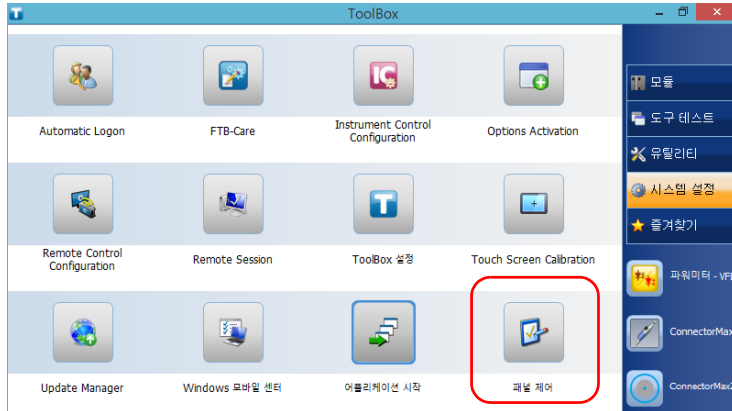 ToolBox
Automatic Logon
FTB-Care
Instrument Control
Configuration
Options Activation
Remote Control
Configuration
Remote Session
ToolBox 설정
Touch Screen Calibration
Update Manager
Windows 모바일 센터
어플리케이션 시작
패널 제어
모듈
도구 테스트
유틸리티
시스템 설정
즐겨찾기
파워미터 - VFL
ConnectorMax
ConnectorMax2